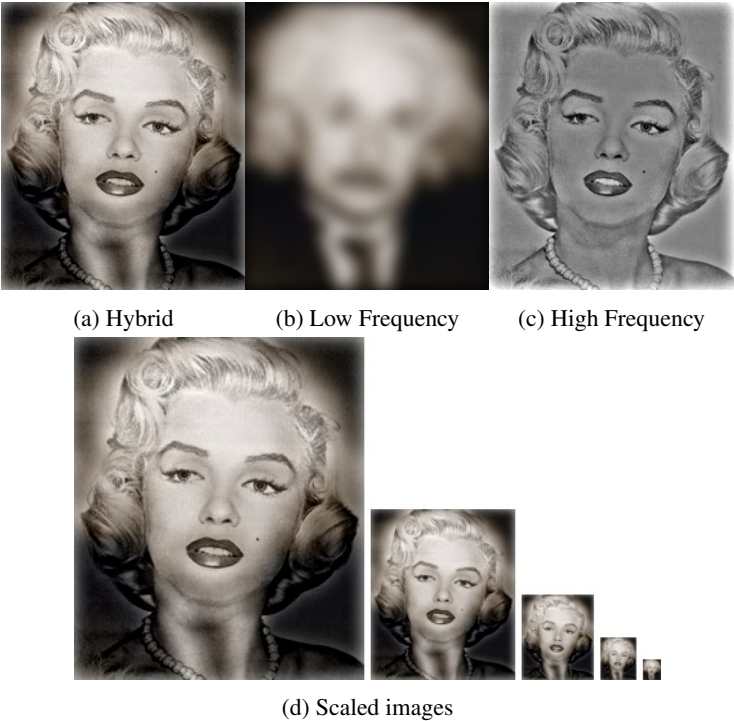 (a) Hybrid
(b) Low Frequency
(c) High Frequency
(d) Scaled images